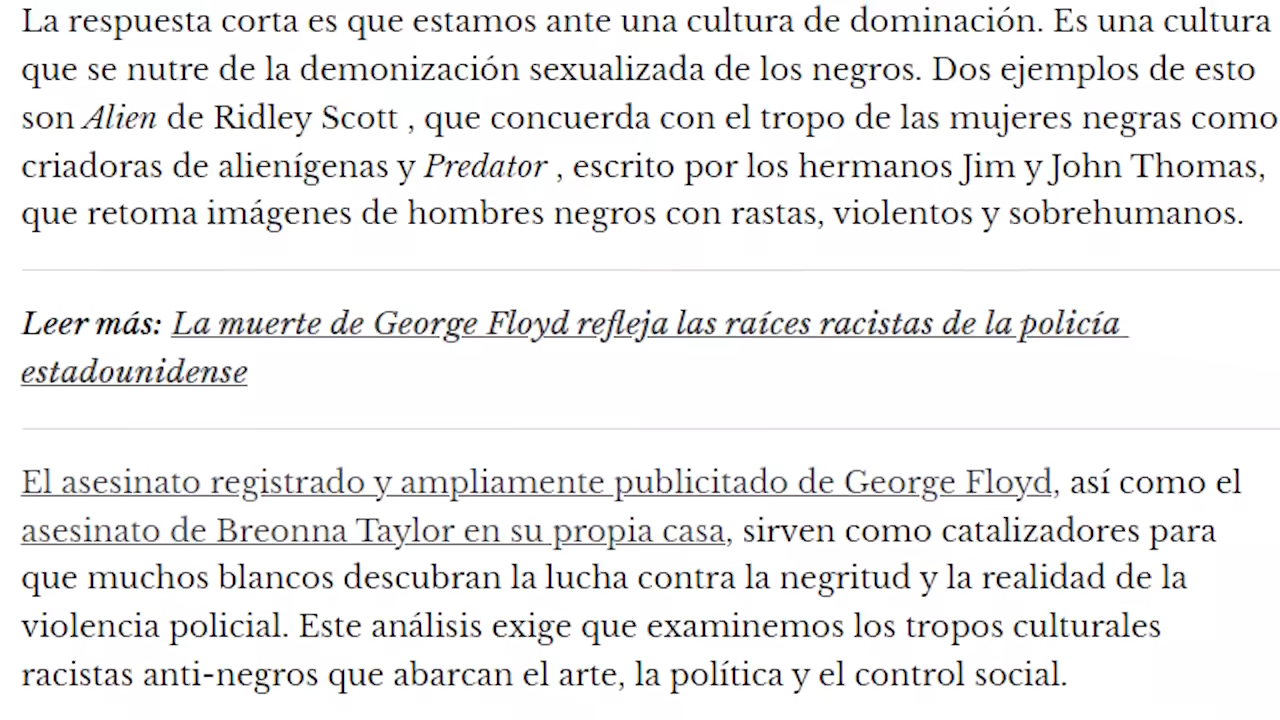 La respuesta corta es que estamos ante una cultura de dominación. Es una cultura
que se nutre de la demonización sexualizada de los negros. Dos ejemplos de esto
son Alien de Ridley Scott , que concuerda con el tropo de las mujeres negras como
criadoras de alienígenas y Predator , escrito por los hermanos Jim y John Thomas,
que retoma imágenes de hombres negros con rastas, violentos y sobrehumanos.
Leer más: La muerte de George Floyd refleja las raíces racistas de la policía
estadounidense
El asesinato registrado y ampliamente publicitado de George Floyd, así como el
asesinato de Breonna Taylor en su propia casa, sirven como catalizadores para
que muchos blancos descubran la lucha contra la negritud y la realidad de la
violencia policial. Este análisis exige que examinemos los tropos culturales
racistas anti-negros que abarcan el arte, la política y el control social.